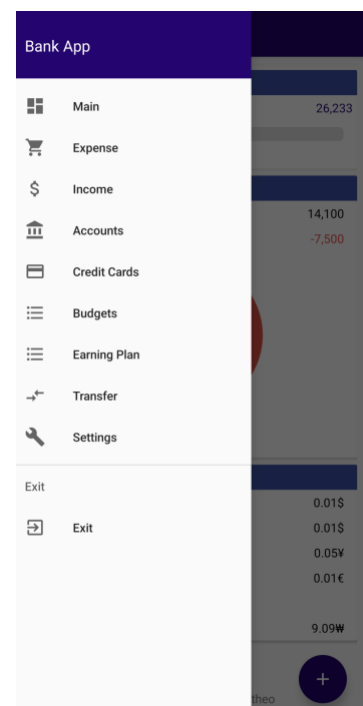 Bank App
Main
26,233
Expense
Income
14,100
Accounts
-7,500
Credit Cards
Budgets
Earning Plan
Transfer
Settings
Exit
0.01$
Exit
0.01$
0.05¥
0.01€
9.09₩
theo